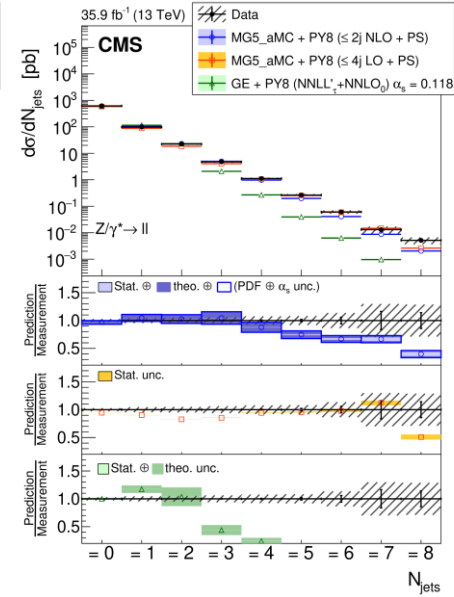 35.9 fb⁻¹ (13 TeV)
CMS
Data
MG5_aMC + PY8 (≤ 2j NLO + PS)
MG5_aMC + PY8 (≤ 4j LO + PS)
GE + PY8 (NNLL'τ+NNLO₀) αₛ = 0.118
dσ/dNjets [pb]
10⁶
10⁵
10⁴
10³
10²
10
1
10⁻¹
10⁻²
10⁻³
Z/γ*→ ll
Prediction
Measurement
1.5
1.0
0.5
Stat. ⊕ theo. ⊕ (PDF ⊕ αₛ unc.)
Prediction
Measurement
1.5
1.0
0.5
Stat. unc.
Prediction
Measurement
1.5
1.0
0.5
Stat. ⊕ theo. unc.
= 0 = 1 = 2 = 3 = 4 = 5 = 6 = 7 = 8
Njets